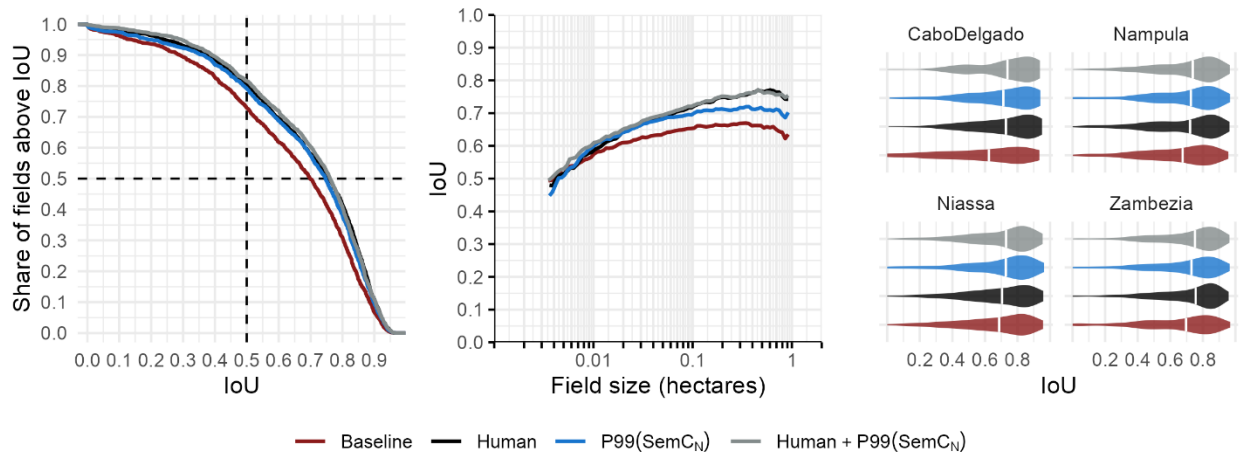 Share of fields above IoU
1.0
0.9
0.8
0.7
0.6
0.5
0.4
0.3
0.2
0.1
0.0
0.0 0.1 0.2 0.3 0.4 0.5 0.6 0.7 0.8 0.9
IoU
IoU
1.0
0.9
0.8
0.7
0.6
0.5
0.4
0.3
0.2
0.1
0.0
0.01 0.1 1
Field size (hectares)
CaboDelgado Nampula
Niassa Zambezia
0.2 0.4 0.6 0.8 0.2 0.4 0.6 0.8
IoU
Baseline Human P99(SemC_N) Human + P99(SemC_N)